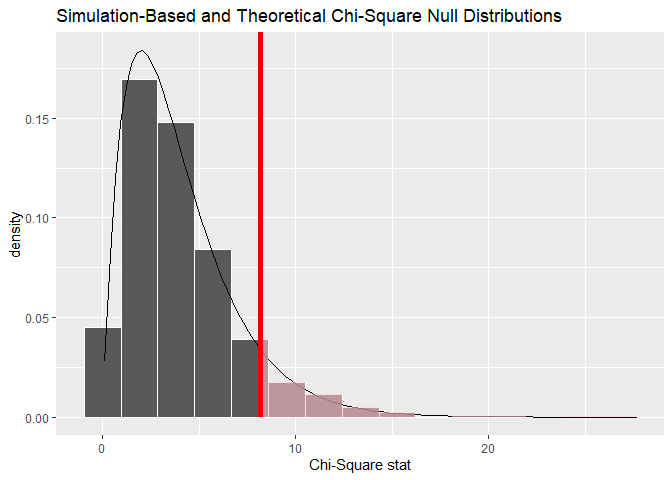 Simulation-Based and Theoretical Chi-Square Null Distributions
0.15
0.10
density
0.05
0.00
0
10
20
Chi-Square stat